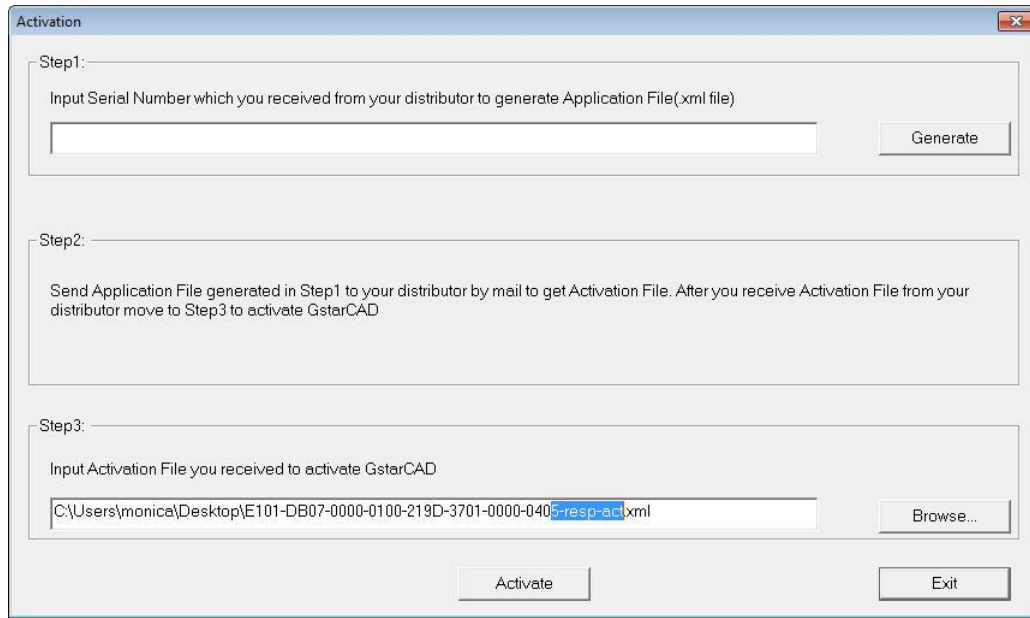 Activation
Step1:
Input Serial Number which you received from your distributor to generate Application File(.xml file)
Generate
Step2:
Send Application File generated in Step1 to your distributor by mail to get Activation File. After you receive Activation File from your
distributor move to Step3 to activate GstarCAD
Step3:
Input Activation File you received to activate GstarCAD
C:\Users\monica\Desktop\E101-DB07-0000-0100-219D-3701-0000-0405-resp-act.xml
Browse...
Activate
Exit